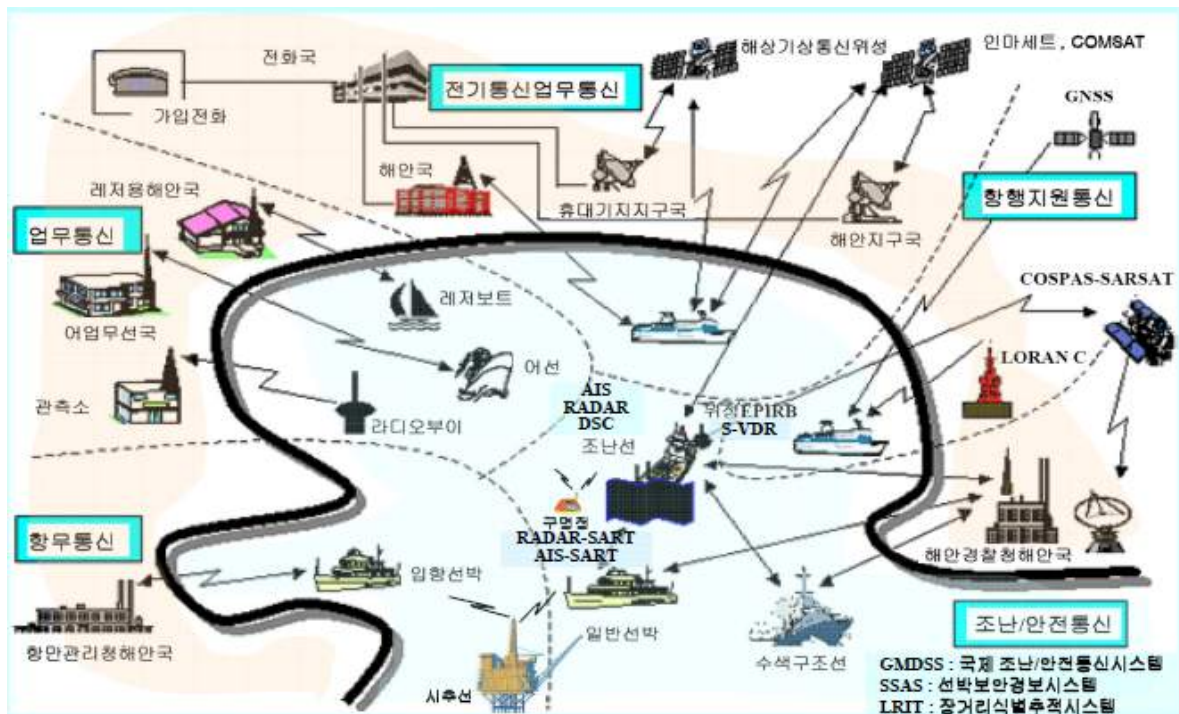 전화국
해상기상통신위성
인마세트, COMSAT
가입전화
전기통신업무통신
GNSS
해안국
레저용해안국
휴대기지지구국
해안지구국
항행지원통신
업무통신
레저보트
COSPAS-SARSAT
어업무선국
어선
LORAN C
관측소
라디오부이
AIS
RADAR
DSC
조난선
위성EPIRB
S-VDR
구명정
RADAR-SART
AIS-SART
항무통신
입항선박
해안경찰청해안국
항만관리청해안국
일반선박
수색구조선
시추선
조난/안전통신
GMDSS : 국제 조난/안전통신시스템
SSAS : 선박보안경보시스템
LRIT : 장거리식별추적시스템